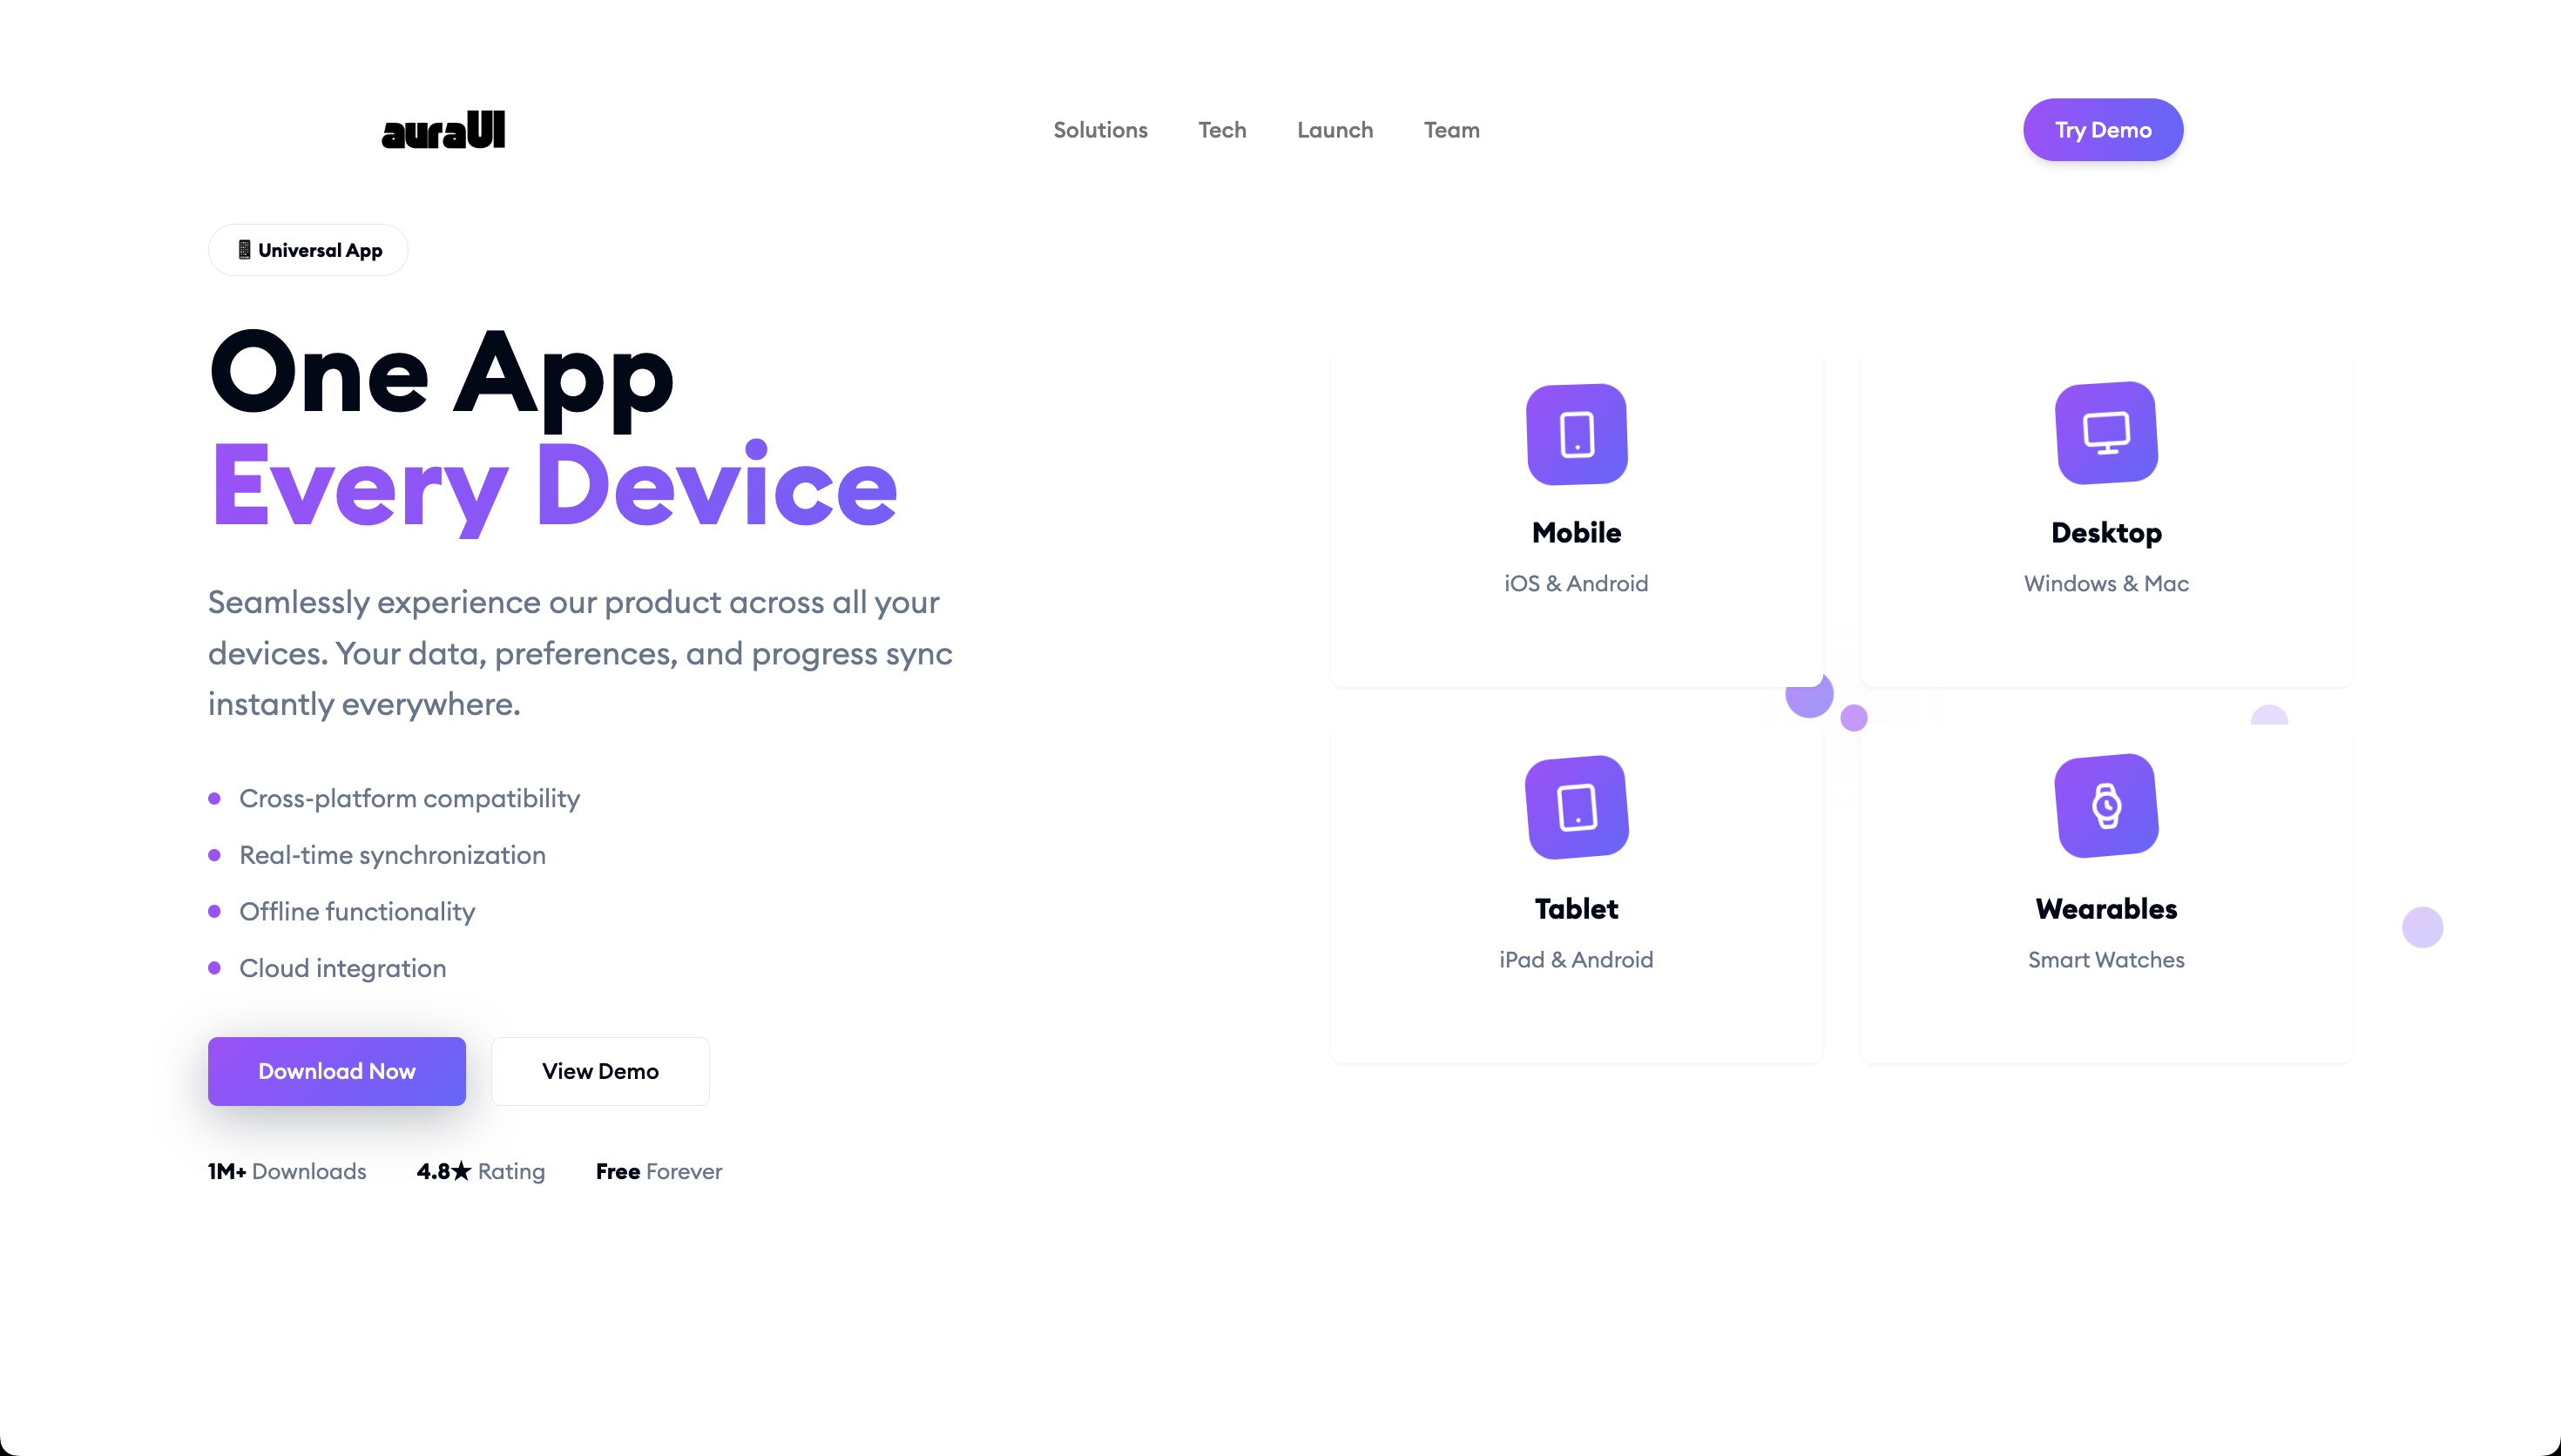 auraUI
Solutions
Tech
Launch
Team
Try Demo
📱 Universal App
One App
Every Device
Seamlessly experience our product across all your
devices. Your data, preferences, and progress sync
instantly everywhere.
Cross-platform compatibility
Real-time synchronization
Offline functionality
Cloud integration
Download Now
View Demo
1M+ Downloads
4.8★ Rating
Free Forever
Mobile
iOS & Android
Desktop
Windows & Mac
Tablet
iPad & Android
Wearables
Smart Watches